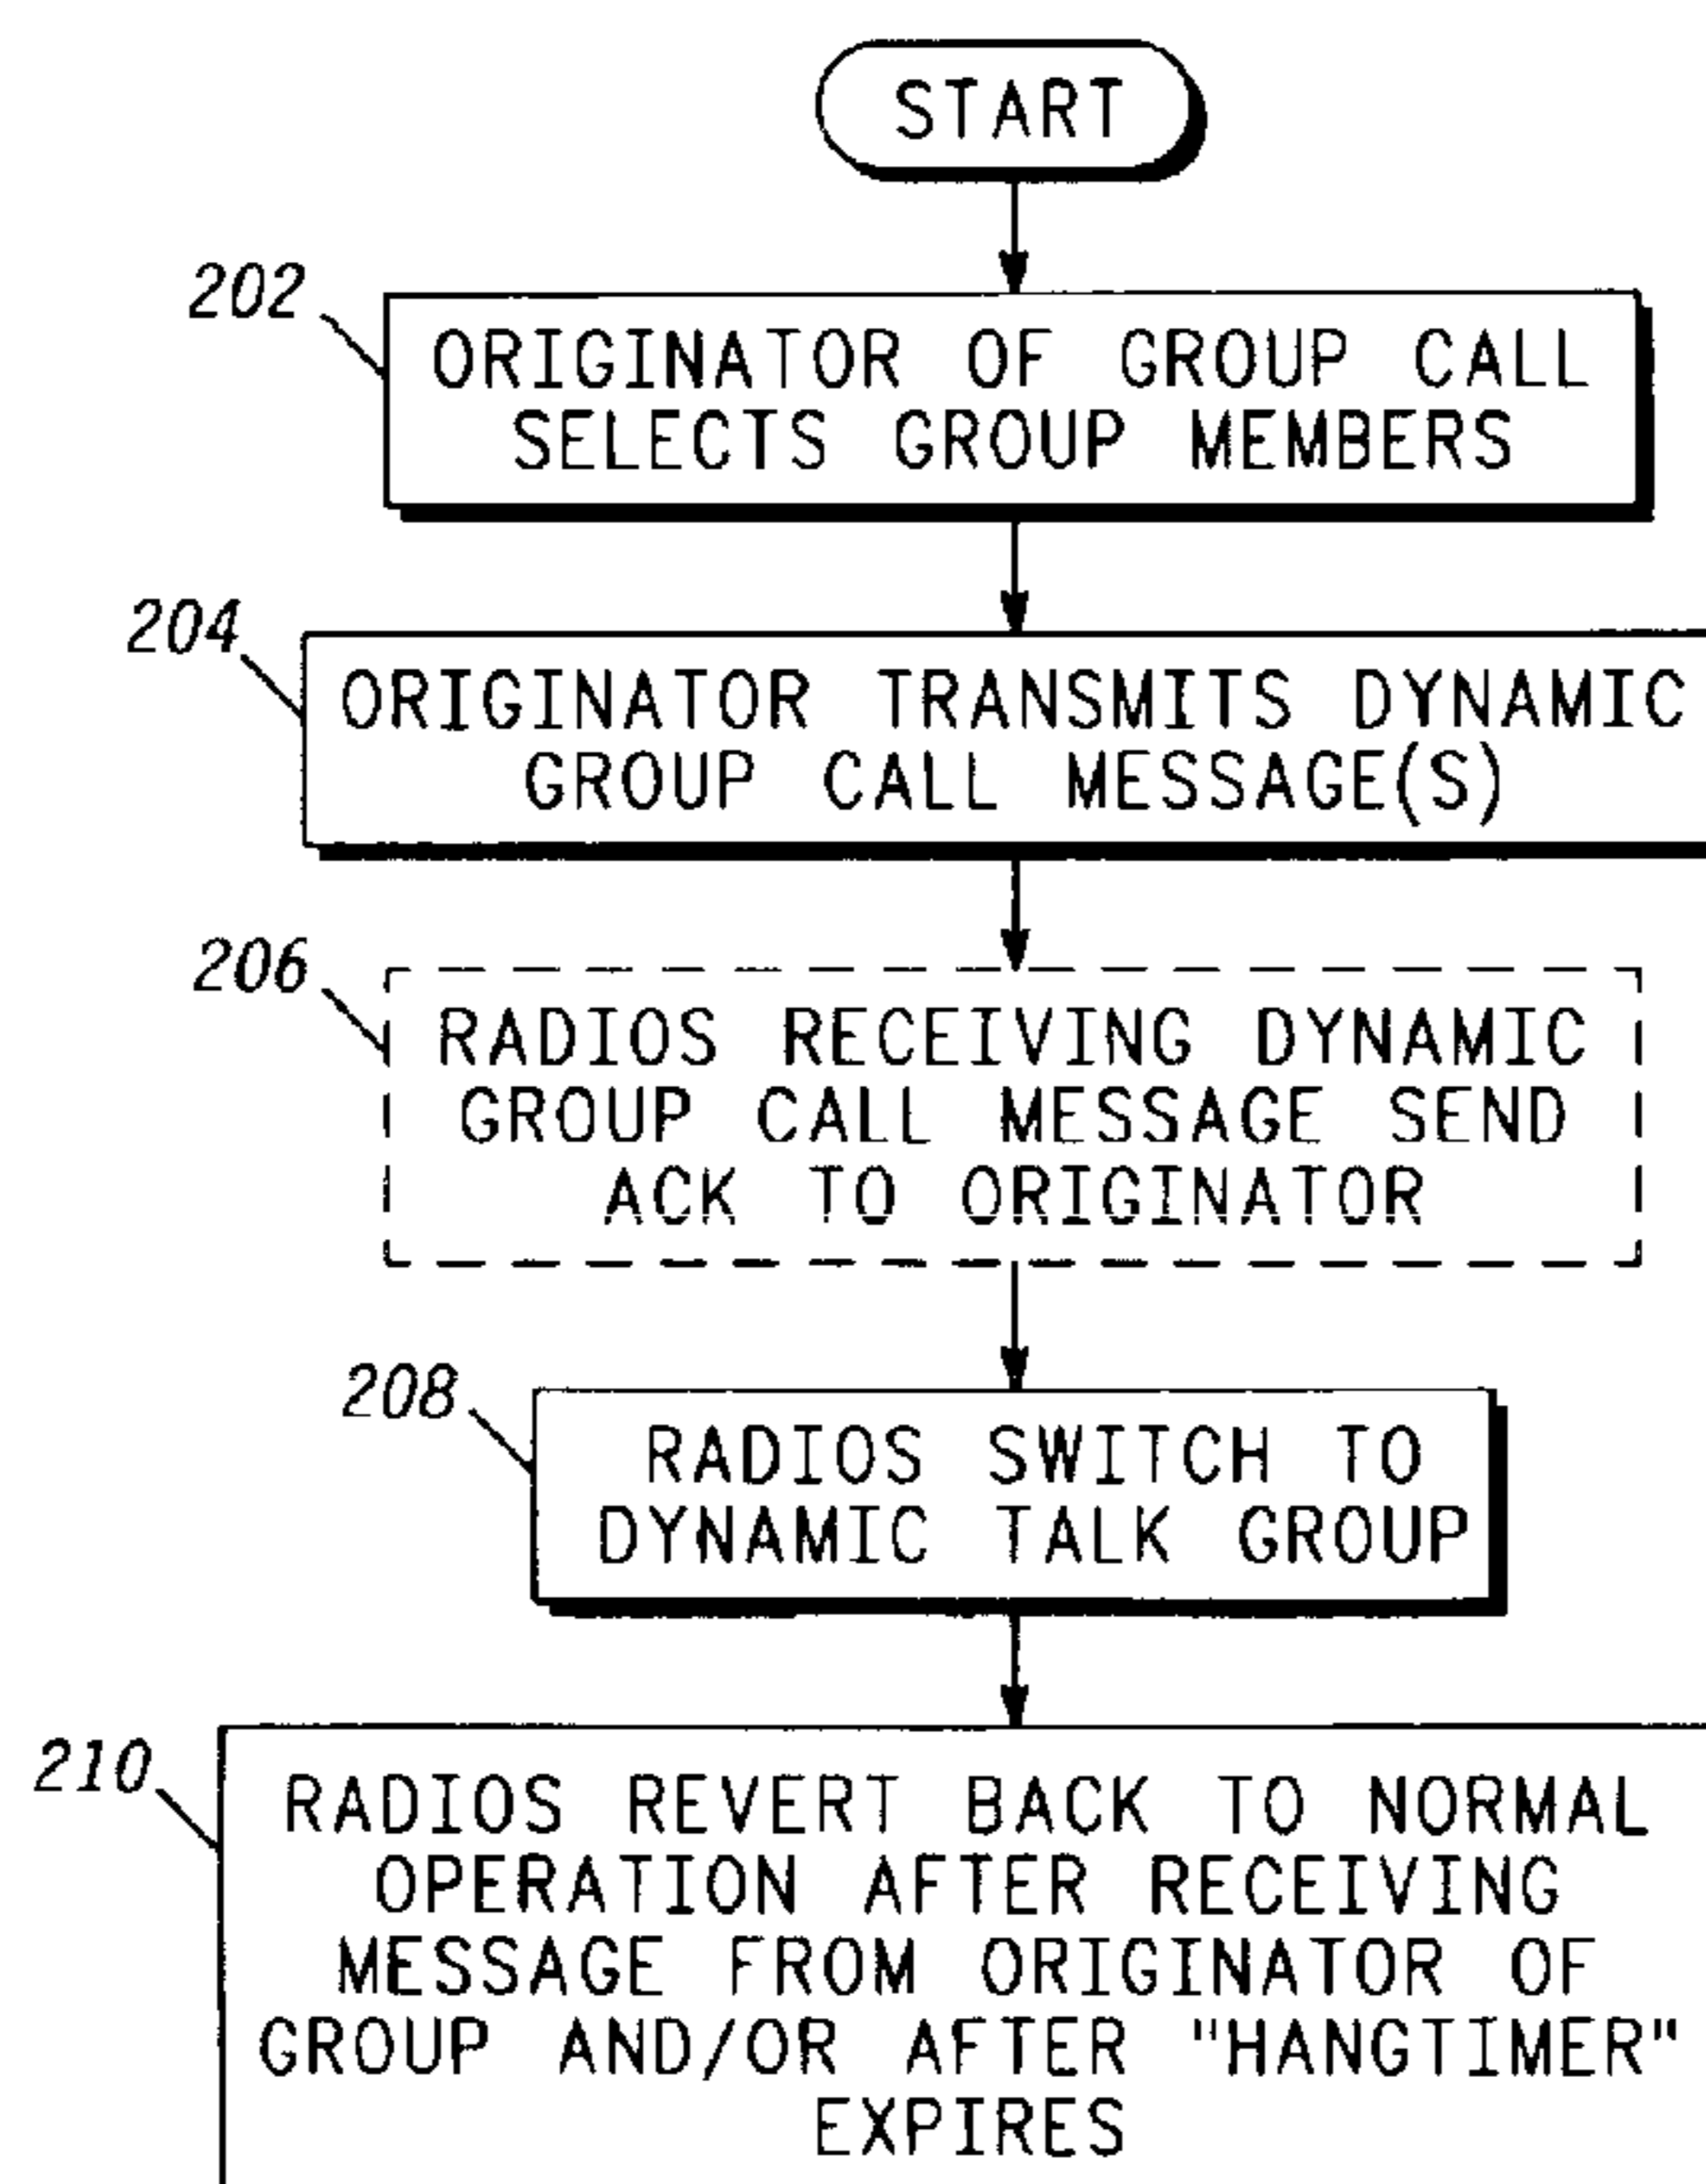 START
202
ORIGINATOR OF GROUP CALL
SELECTS GROUP MEMBERS
204
ORIGINATOR TRANSMITS DYNAMIC
GROUP CALL MESSAGE(S)
206
RADIOS RECEIVING DYNAMIC
GROUP CALL MESSAGE SEND
ACK TO ORIGINATOR
208
RADIOS SWITCH TO
DYNAMIC TALK GROUP
210
RADIOS REVERT BACK TO NORMAL
OPERATION AFTER RECEIVING
MESSAGE FROM ORIGINATOR OF
GROUP AND/OR AFTER "HANGTIMER"
EXPIRES